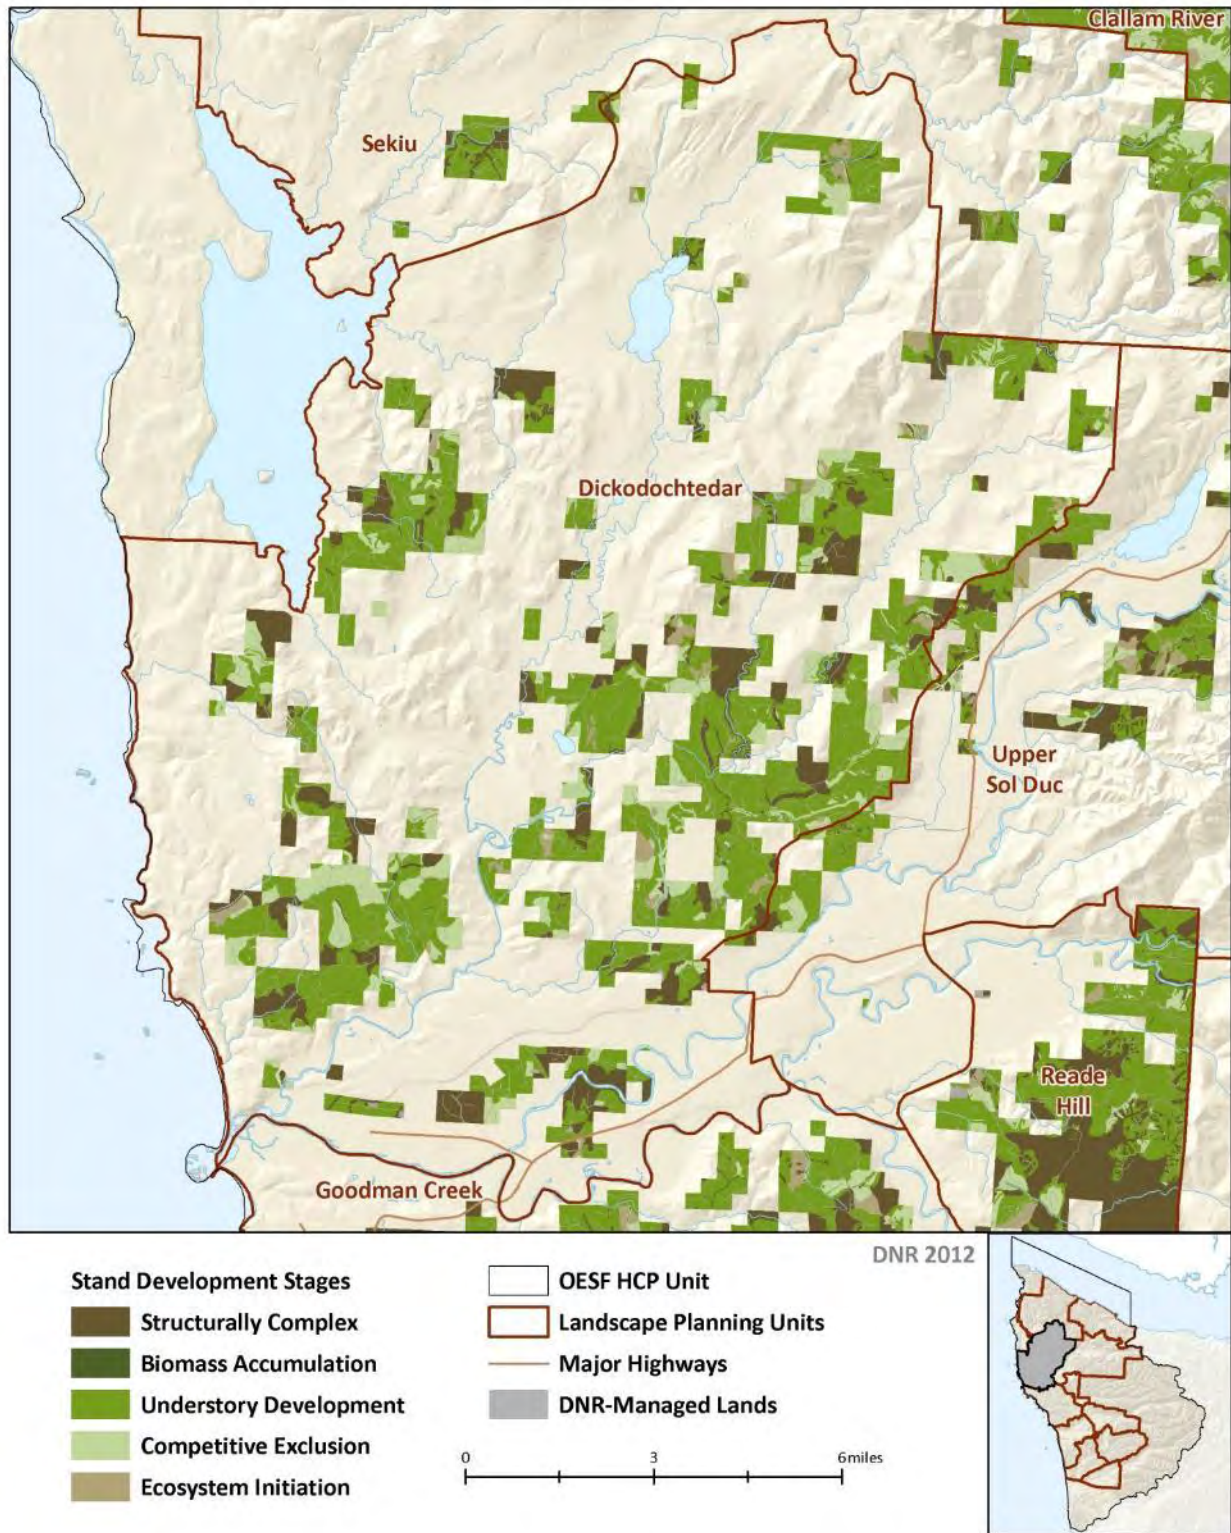 Clallam River
Sekiu
Dickodochtedar
Upper
Sol Duc
Reade
Hill
Goodman Creek
DNR 2012
Stand Development Stages
Structurally Complex
Biomass Accumulation
Understory Development
Competitive Exclusion
Ecosystem Initiation
OESF HCP Unit
Landscape Planning Units
Major Highways
DNR-Managed Lands
0 3 6 miles